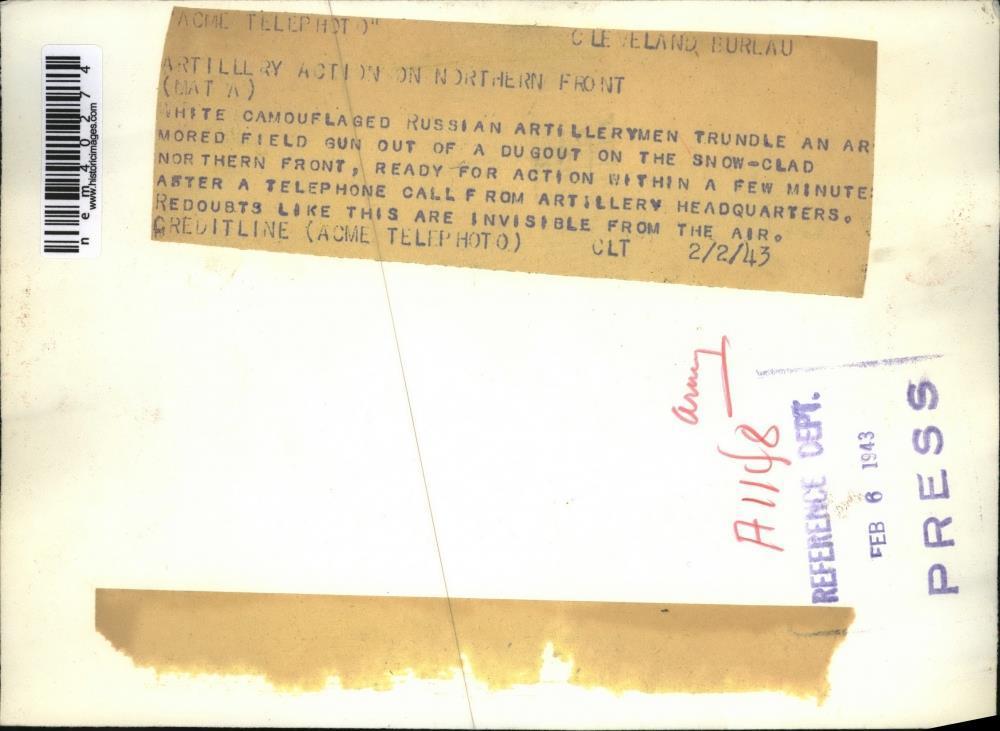 "ACME TELEPHOTO"
CLEVELAND BUREAU
ARTILLERY ACTION ON NORTHERN FRONT
(MAT A)
WHITE CAMOUFLAGED RUSSIAN ARTILLERYMEN TRUNDLE AN AR
MORED FIELD GUN OUT OF A DUGOUT ON THE SNOW-CLAD
NORTHERN FRONT, READY FOR ACTION WITHIN A FEW MINUTES
AFTER A TELEPHONE CALL FROM ARTILLERY HEADQUARTERS.
REDOUBTS LIKE THIS ARE INVISIBLE FROM THE AIR.
CREDITLINE (ACME TELEPHOTO) CLT 2/2/43
nem40274
www.historicimages.com
army
REFERENCE DEPT.
FEB 6 1943
PRESS